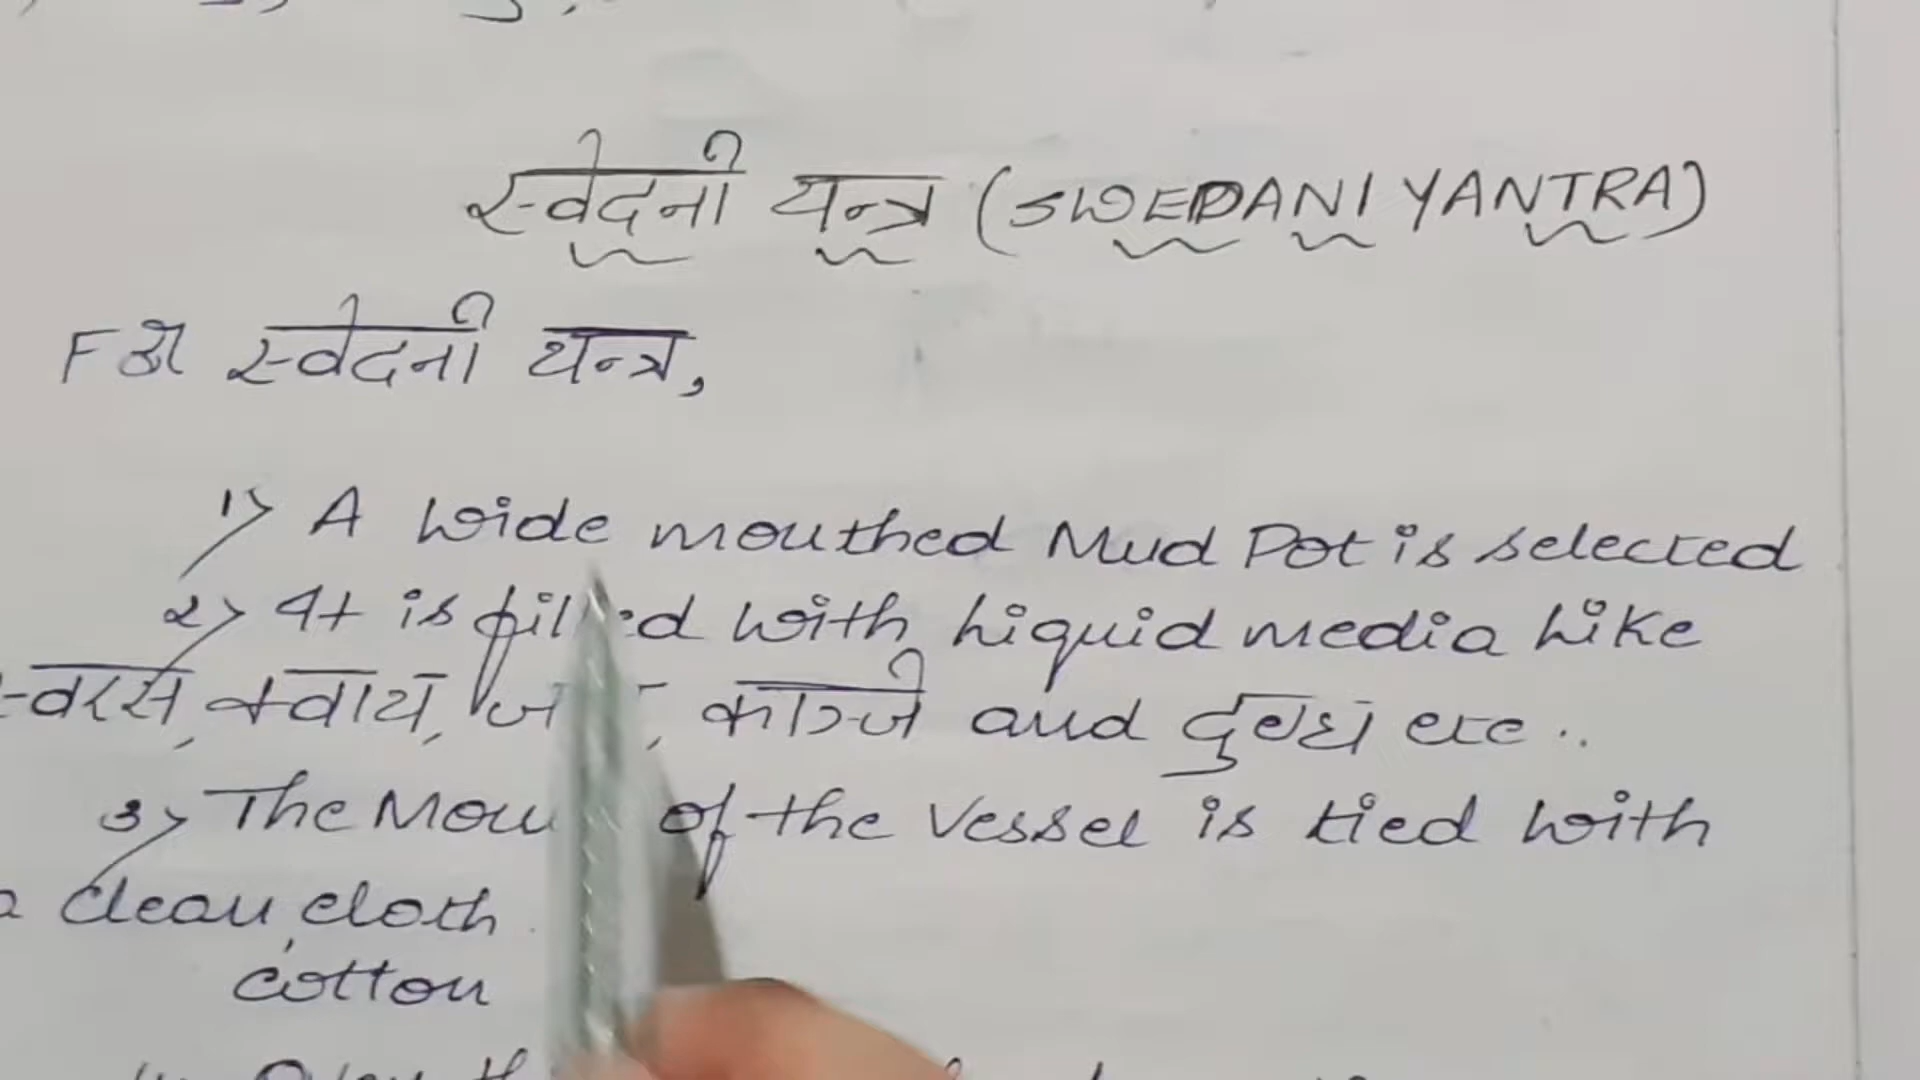 स्वेदनी यन्त्र (SWEDANI YANTRA)
For स्वेदनी यन्त्र,
1) A wide mouthed Mud Pot is selected
2) It is filled with Liquid media Like
स्वरस, क्वाथ, काञ्जी and दुग्ध etc..
3) The Mouth of the Vessel is tied with
a clean, cloth
cotton